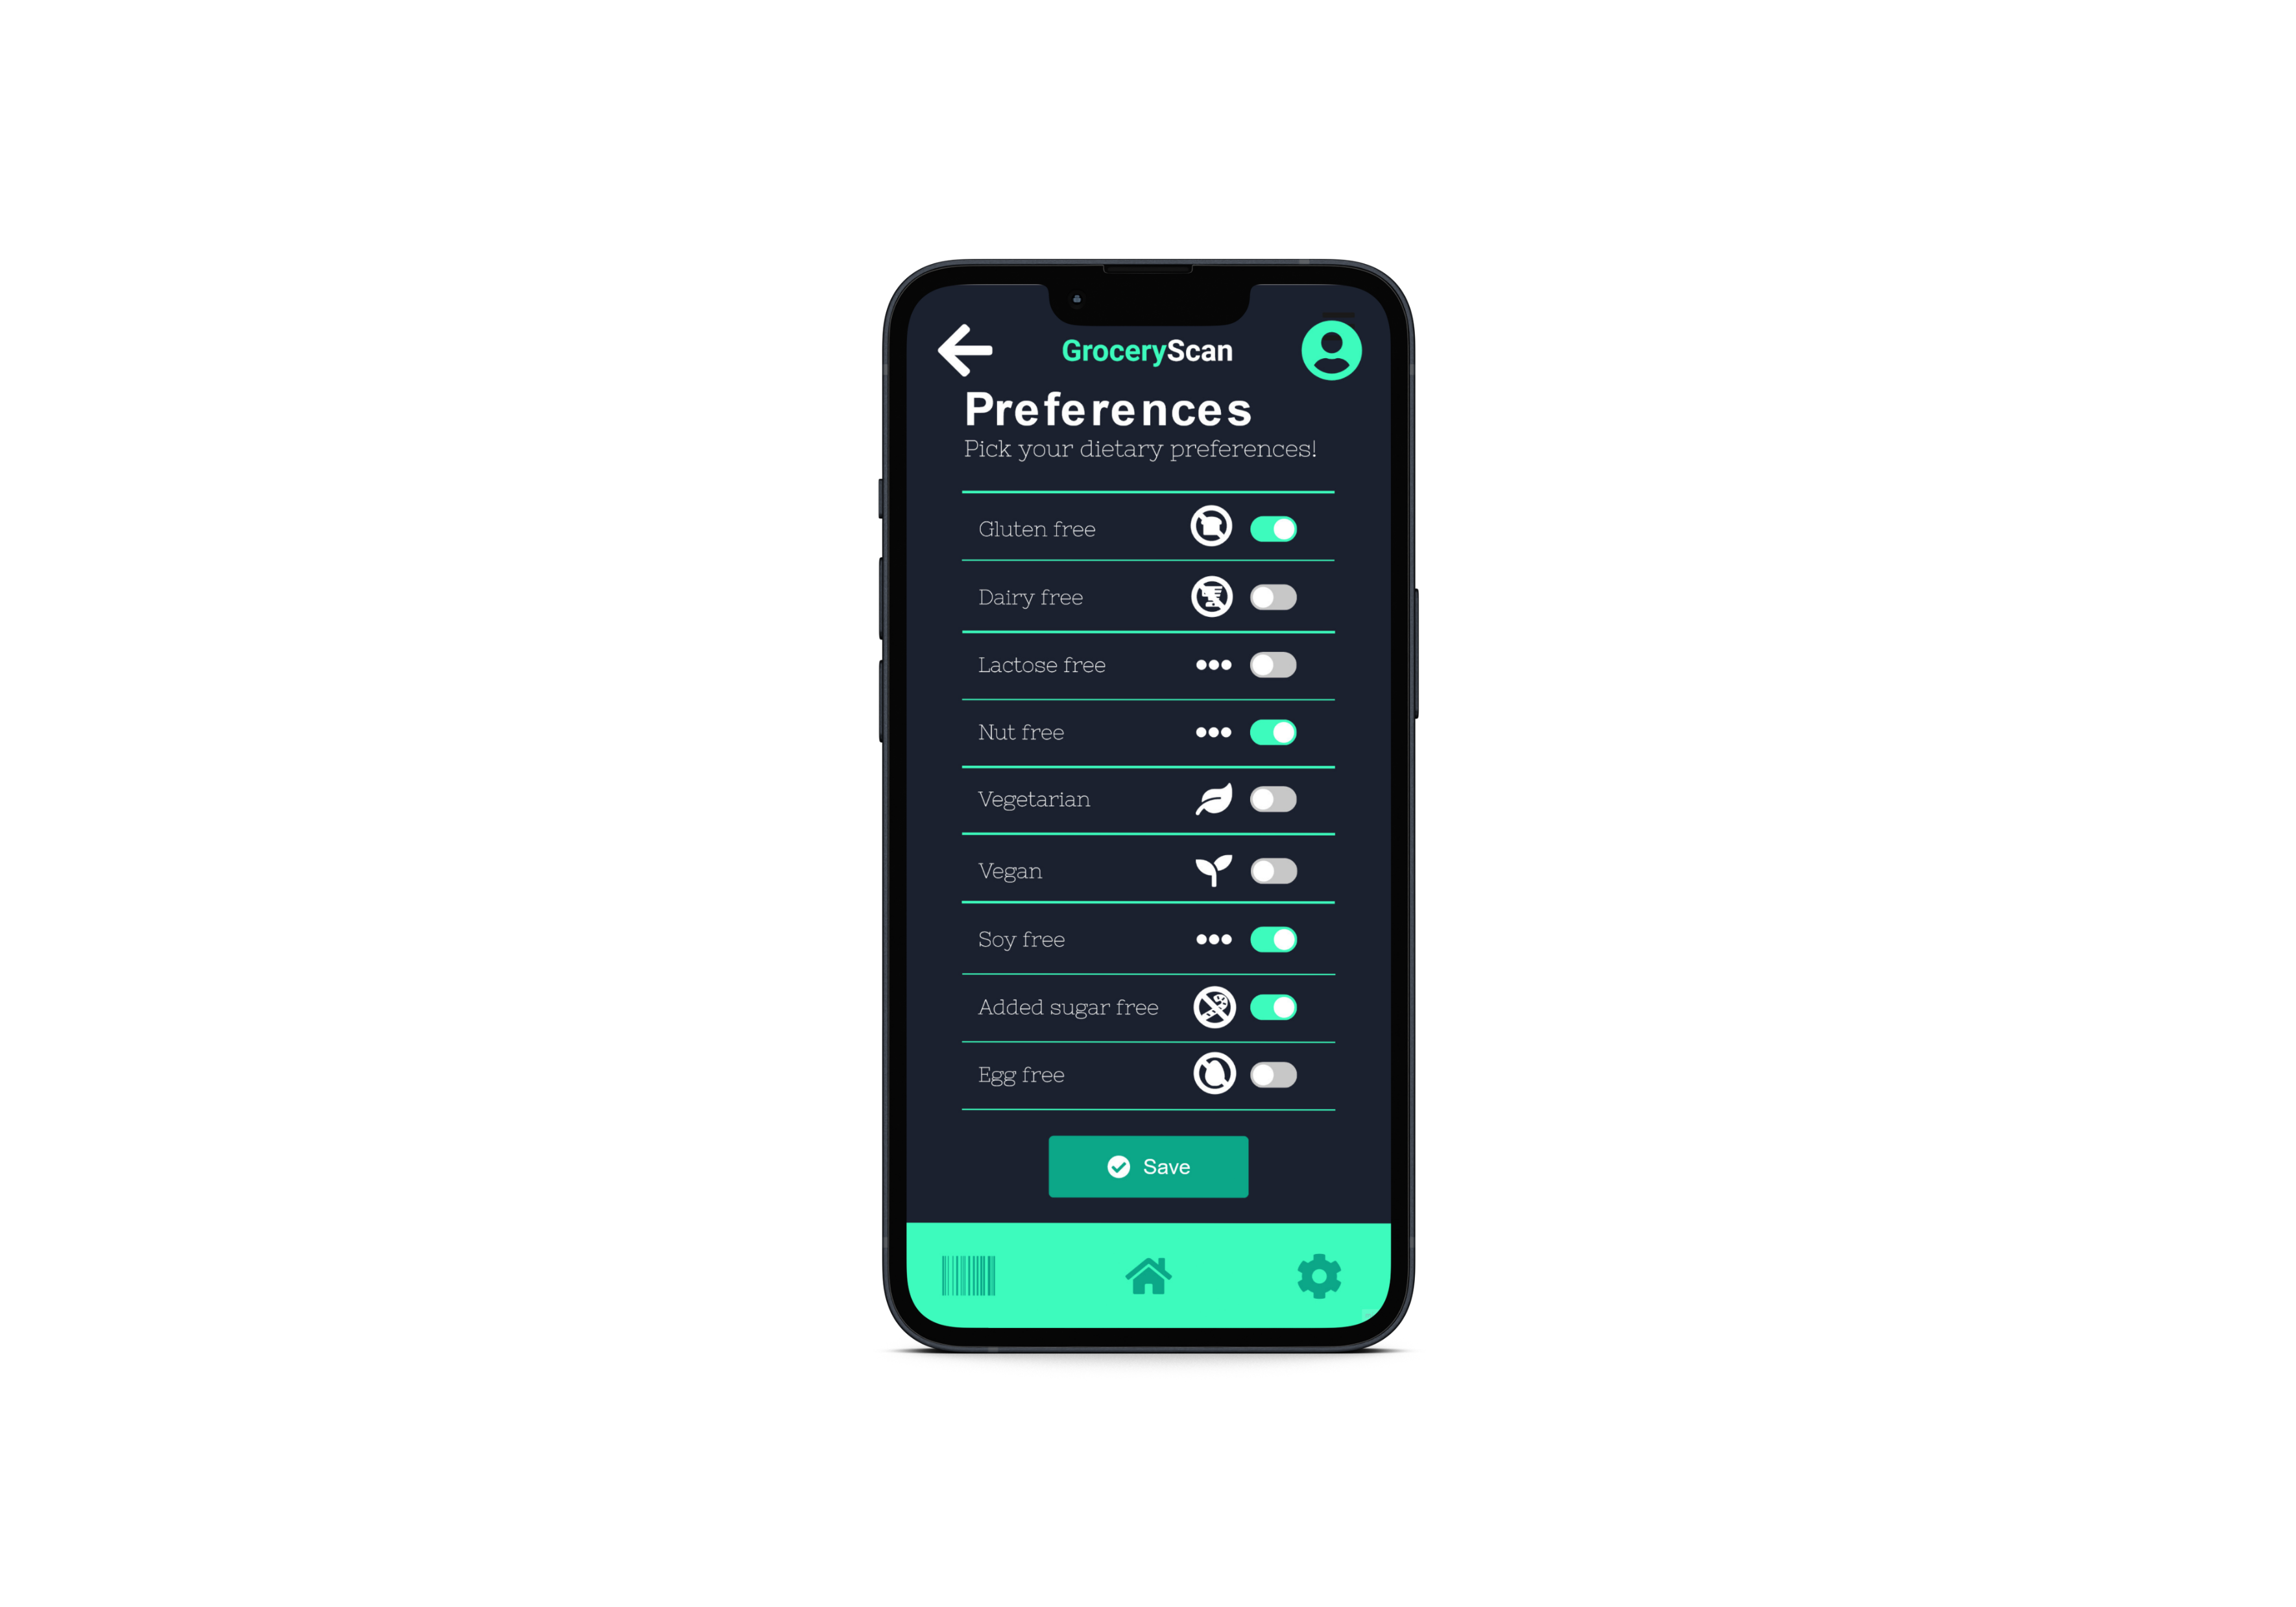 GroceryScan
Preferences
Pick your dietary preferences!
Gluten free
Dairy free
Lactose free
Nut free
Vegetarian
Vegan
Soy free
Added sugar free
Egg free
Save